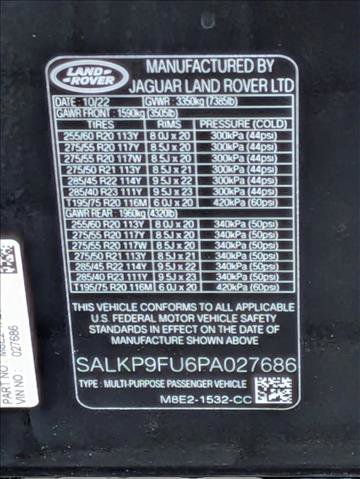 LAND ROVER
MANUFACTURED BY
JAGUAR LAND ROVER LTD
DATE: 10/22 GVWR: 3350kg (7385lb)
GAWR FRONT: 1590kg (3505lb)
TIRES RIMS PRESSURE (COLD)
255/60 R20 113Y 8.0J x 20 300kPa (44psi)
275/55 R20 117Y 8.5J x 20 300kPa (44psi)
275/55 R20 117W 8.5J x 20 300kPa (44psi)
275/50 R21 113Y 8.5J x 21 300kPa (44psi)
285/45 R22 114Y 9.5J x 22 300kPa (44psi)
285/40 R23 111Y 9.5J x 23 300kPa (44psi)
T195/75 R20 116M 6.0J x 20 420kPa (60psi)
GAWR REAR: 1960kg (4320lb)
255/60 R20 113Y 8.0J x 20 340kPa (50psi)
275/55 R20 117Y 8.5J x 20 340kPa (50psi)
275/55 R20 117W 8.5J x 20 340kPa (50psi)
275/50 R21 113Y 8.5J x 21 340kPa (50psi)
285/45 R22 114Y 9.5J x 22 340kPa (50psi)
285/40 R23 111Y 9.5J x 23 340kPa (50psi)
T195/75 R20 116M 6.0J x 20 420kPa (60psi)
THIS VEHICLE CONFORMS TO ALL APPLICABLE
U.S. FEDERAL MOTOR VEHICLE SAFETY
STANDARDS IN EFFECT ON THE DATE OF
MANUFACTURE SHOWN ABOVE
SALKP9FU6PA027686
TYPE : MULTI-PURPOSE PASSENGER VEHICLE
M8E2-1532-CC
PART NO : M8E2
VIN NO : 027686